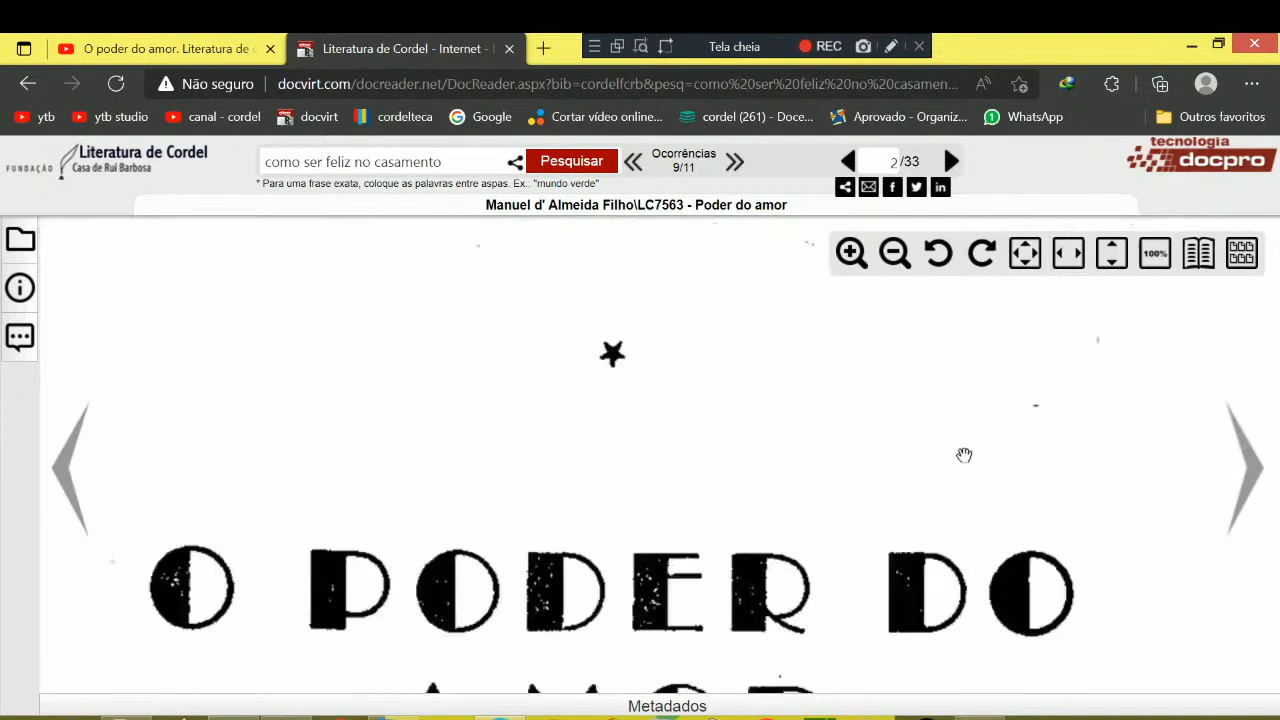 O poder do amor. Literatura de c
Literatura de Cordel - Internet -
Tela cheia
REC
Não seguro
docvirt.com/docreader.net/DocReader.aspx?bib=cordelfcrb&pesq=como%20ser%20feliz%20no%20casamen...
ytb
ytb studio
canal - cordel
docvirt
cordelteca
Google
Cortar vídeo online...
cordel (261) - Doce...
Aprovado - Organiz...
WhatsApp
Outros favoritos
FUNDAÇÃO
Literatura de Cordel
Casa de Rui Barbosa
como ser feliz no casamento
Pesquisar
Ocorrências
9/11
2 /33
* Para uma frase exata, coloque as palavras entre aspas. Ex.: "mundo verde"
tecnologia
docpro
Manuel d' Almeida Filho\LC7563 - Poder do amor
100%
O PODER DO
AMOR
Metadados